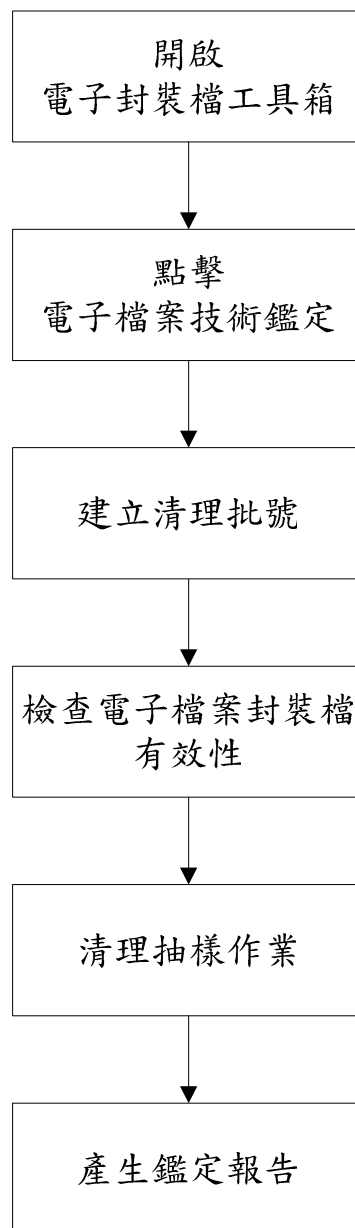 開啟
電子封裝檔工具箱
點擊
電子檔案技術鑑定
建立清理批號
檢查電子檔案封裝檔
有效性
清理抽樣作業
產生鑑定報告